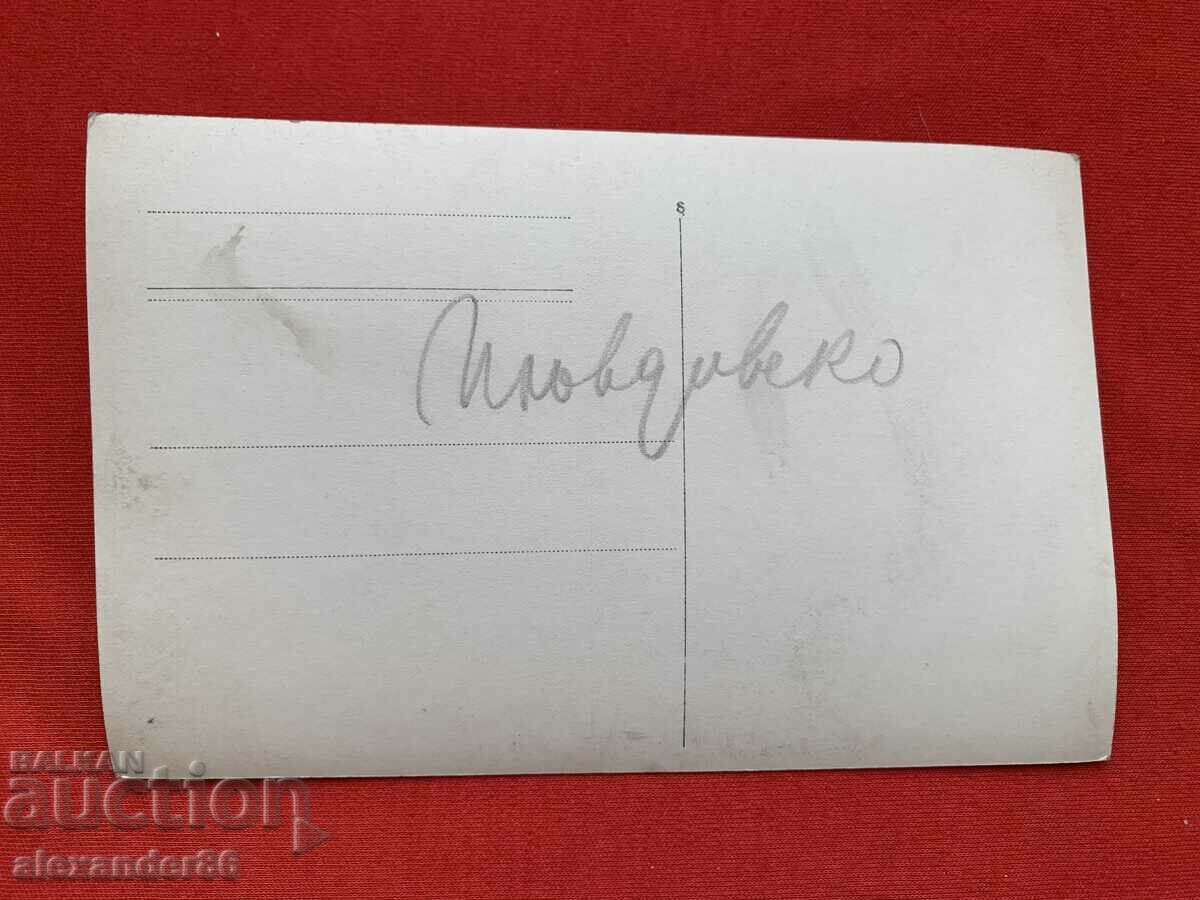 §
Пловдивско
BALKAN
auction
alexander86